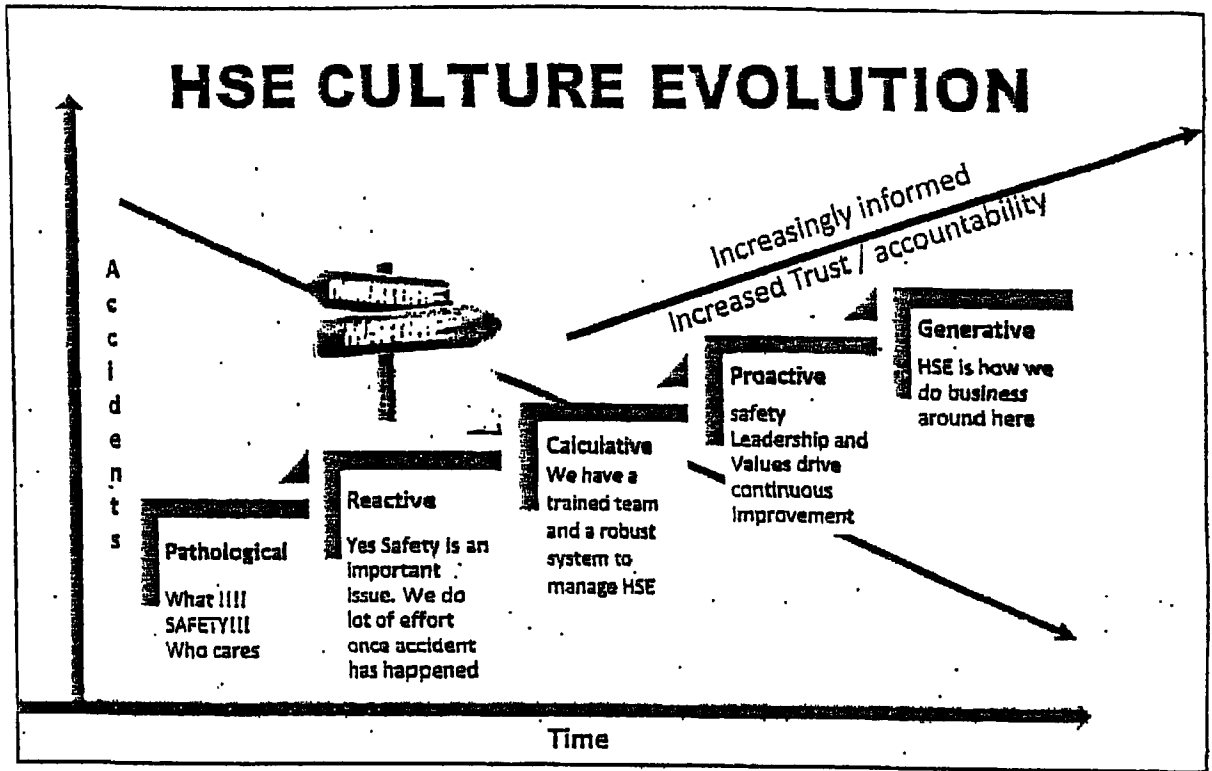 HSE CULTURE EVOLUTION
Increasingly informed
Increased Trust / accountability
Accidents
Generative
HSE is how we
do business
around here
Proactive
safety
Leadership and
Values drive
continuous
improvement
Calculative
We have a
trained team
and a robust
system to
manage HSE
Reactive
Yes Safety is an
important
issue. We do
lot of effort
once accident
has happened
Pathological
What !!!!
SAFETY!!!
Who cares
Time